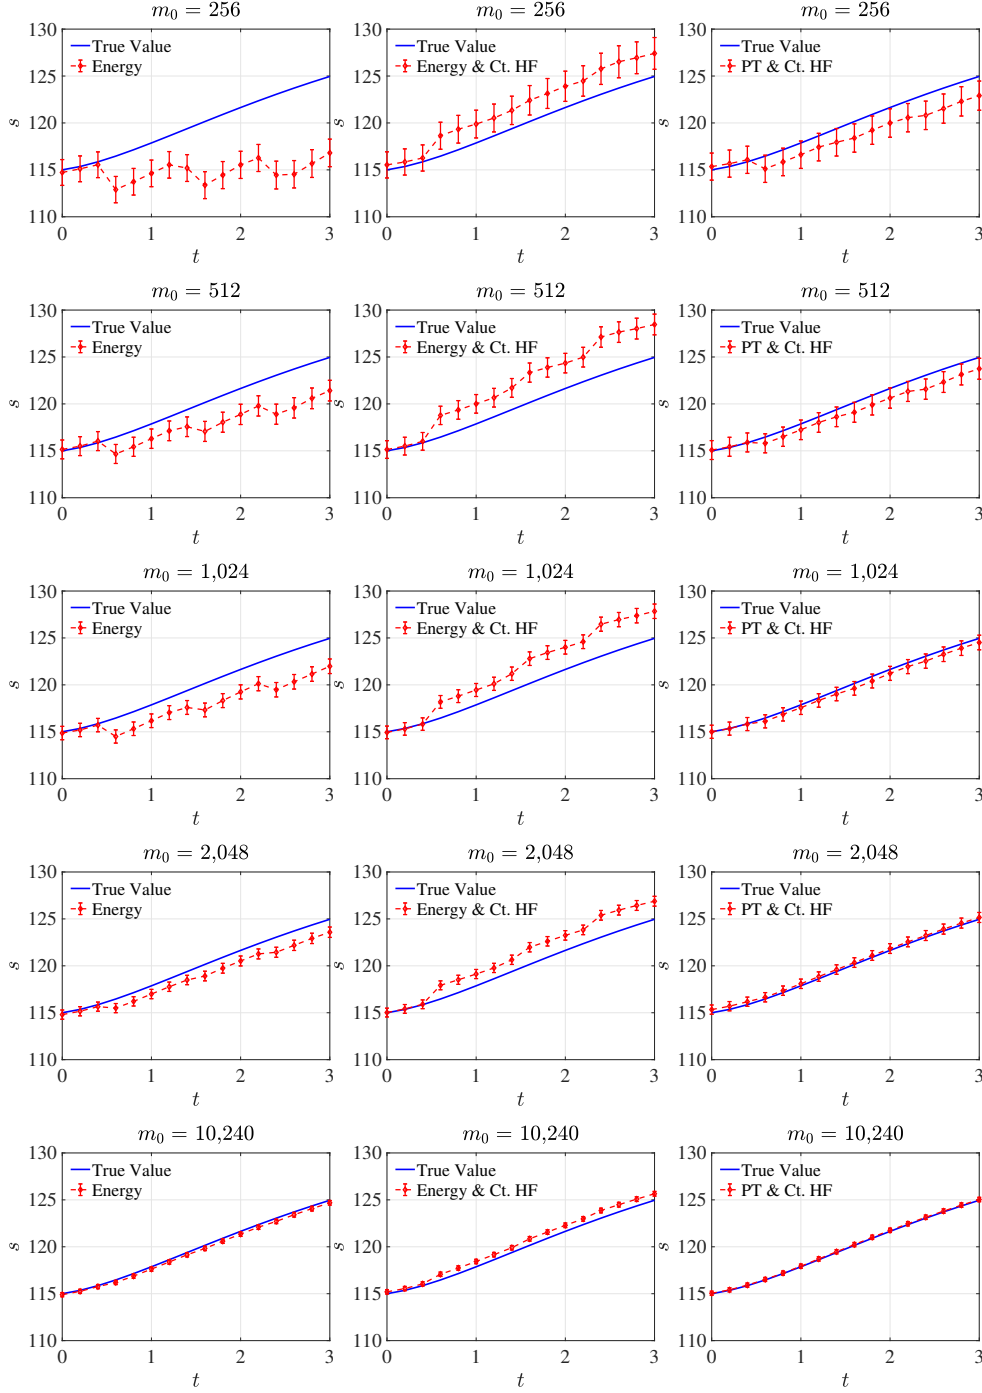 m₀ = 256
130
125
120
115
110
s
True Value
Energy
0 1 2 3
t
m₀ = 256
130
125
120
115
110
s
True Value
Energy & Ct. HF
0 1 2 3
t
m₀ = 256
130
125
120
115
110
s
True Value
PT & Ct. HF
0 1 2 3
t
m₀ = 512
130
125
120
115
110
s
True Value
Energy
0 1 2 3
t
m₀ = 512
130
125
120
115
110
s
True Value
Energy & Ct. HF
0 1 2 3
t
m₀ = 512
130
125
120
115
110
s
True Value
PT & Ct. HF
0 1 2 3
t
m₀ = 1,024
130
125
120
115
110
s
True Value
Energy
0 1 2 3
t
m₀ = 1,024
130
125
120
115
110
s
True Value
Energy & Ct. HF
0 1 2 3
t
m₀ = 1,024
130
125
120
115
110
s
True Value
PT & Ct. HF
0 1 2 3
t
m₀ = 2,048
130
125
120
115
110
s
True Value
Energy
0 1 2 3
t
m₀ = 2,048
130
125
120
115
110
s
True Value
Energy & Ct. HF
0 1 2 3
t
m₀ = 2,048
130
125
120
115
110
s
True Value
PT & Ct. HF
0 1 2 3
t
m₀ = 10,240
130
125
120
115
110
s
True Value
Energy
0 1 2 3
t
m₀ = 10,240
130
125
120
115
110
s
True Value
Energy & Ct. HF
0 1 2 3
t
m₀ = 10,240
130
125
120
115
110
s
True Value
PT & Ct. HF
0 1 2 3
t